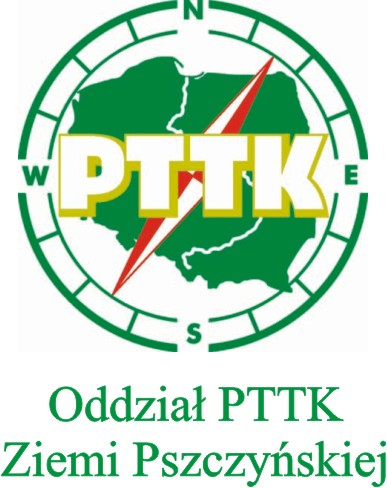 N
W PTTK E
S
Oddział PTTK
Ziemi Pszczyńskiej